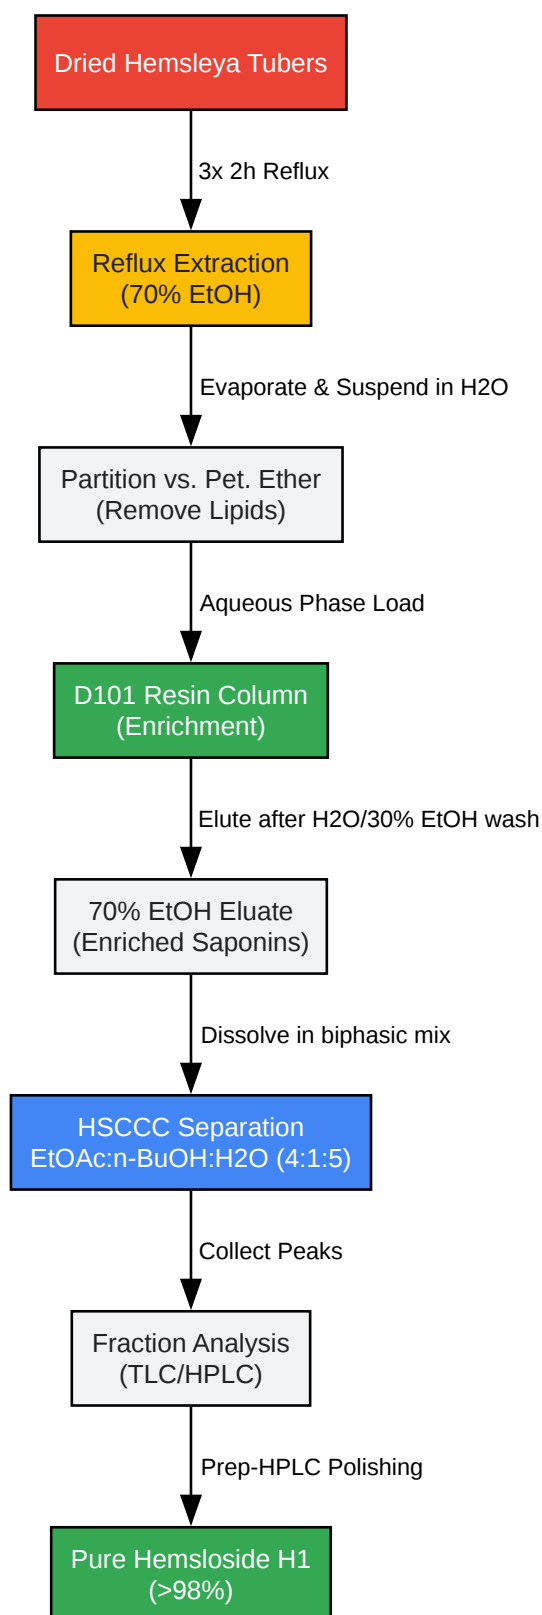 Dried Hemsleya Tubers
3x 2h Reflux
Reflux Extraction
(70% EtOH)
Evaporate & Suspend in H2O
Partition vs. Pet. Ether
(Remove Lipids)
Aqueous Phase Load
D101 Resin Column
(Enrichment)
Elute after H2O/30% EtOH wash
70% EtOH Eluate
(Enriched Saponins)
Dissolve in biphasic mix
HSCCC Separation
EtOAc:n-BuOH:H2O (4:1:5)
Collect Peaks
Fraction Analysis
(TLC/HPLC)
Prep-HPLC Polishing
Pure Hemsloside H1
(>98%)